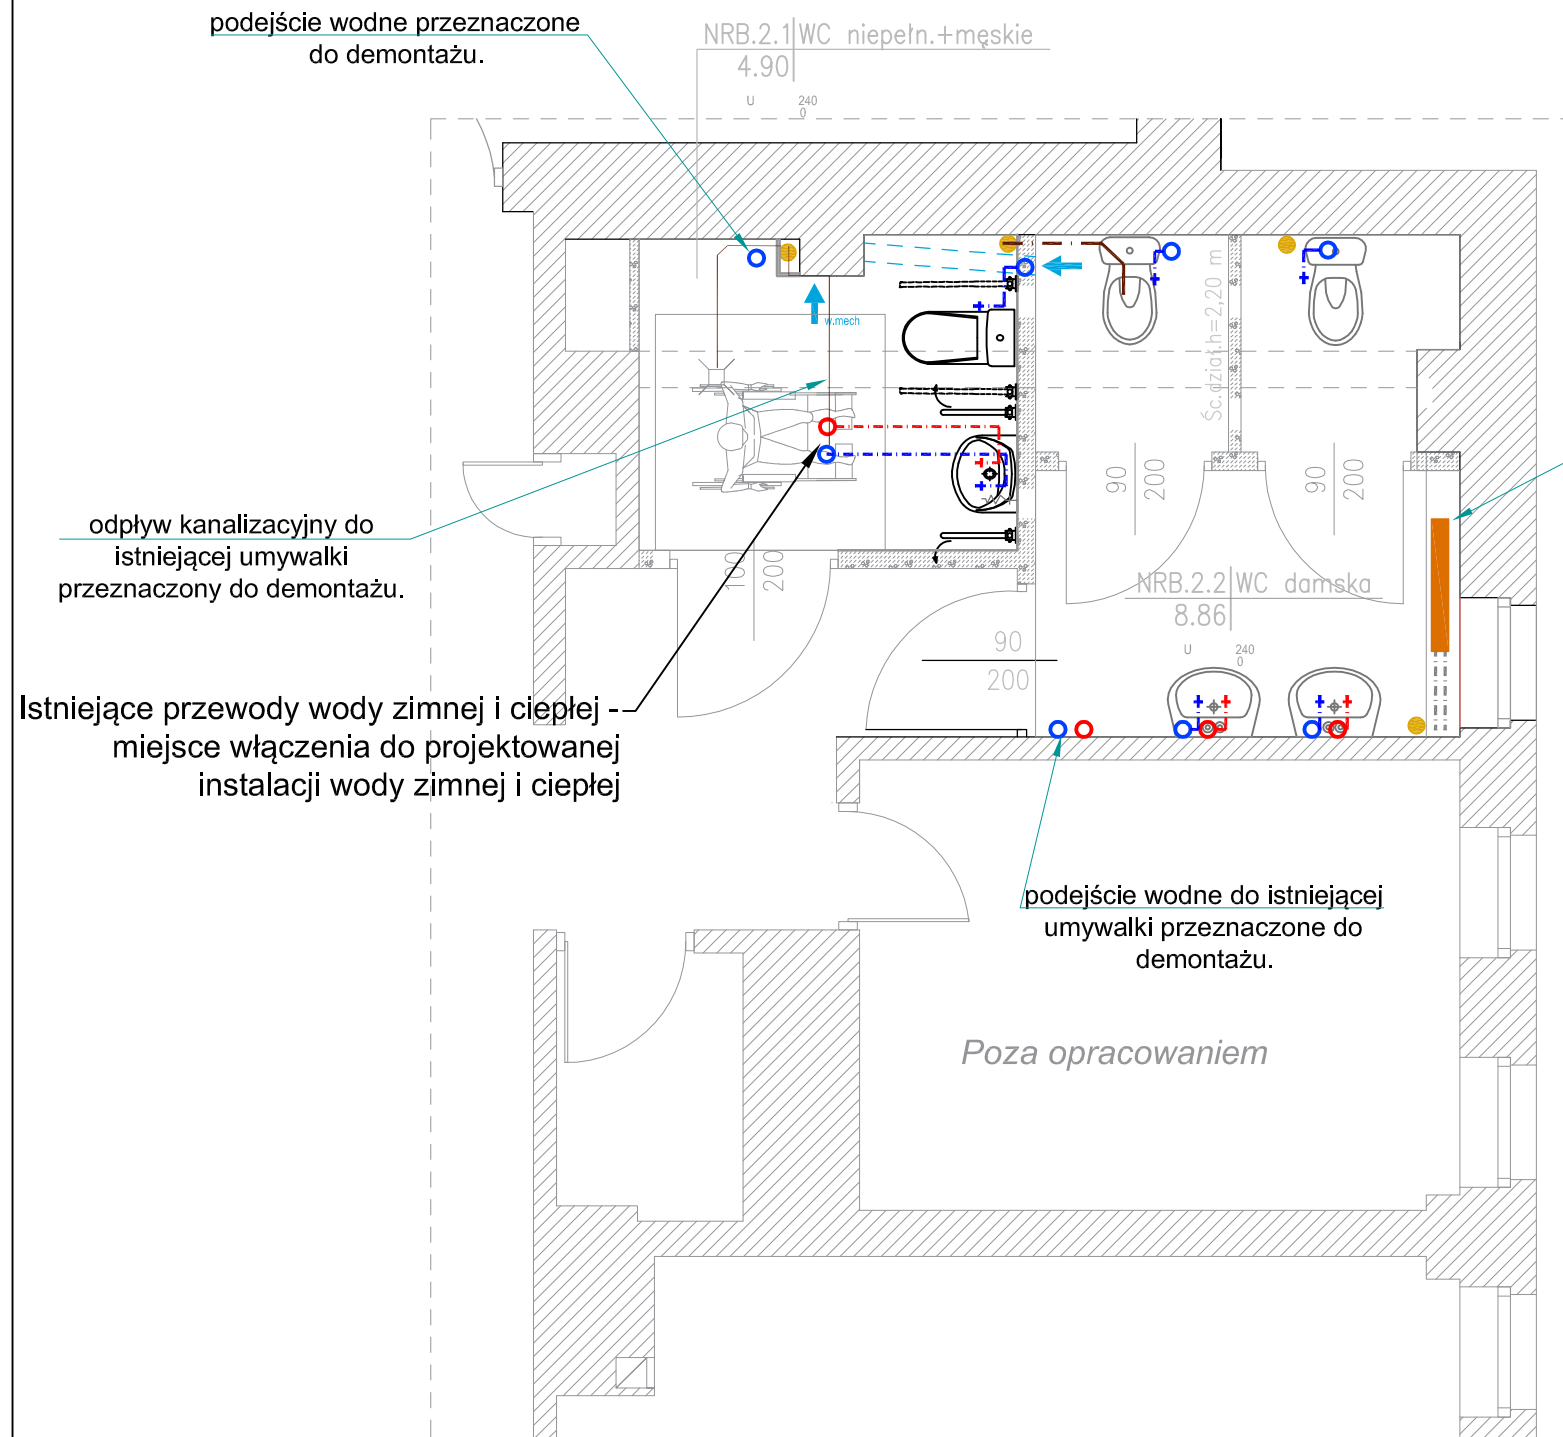 podejście wodne przeznaczone
do demontażu.
NRB.2.1 WC niepełn.+męskie
4.90
U 240
0
w.mech
Śc.dział.h=2,20 m
90
200
90
200
odpływ kanalizacyjny do
istniejącej umywalki
przeznaczony do demontażu.
100
200
NRB.2.2 WC damska
8.86
U 240
0
90
200
Istniejące przewody wody zimnej i ciepłej -
miejsce włączenia do projektowanej
instalacji wody zimnej i ciepłej
podejście wodne do istniejącej
umywalki przeznaczone do
demontażu.
Poza opracowaniem